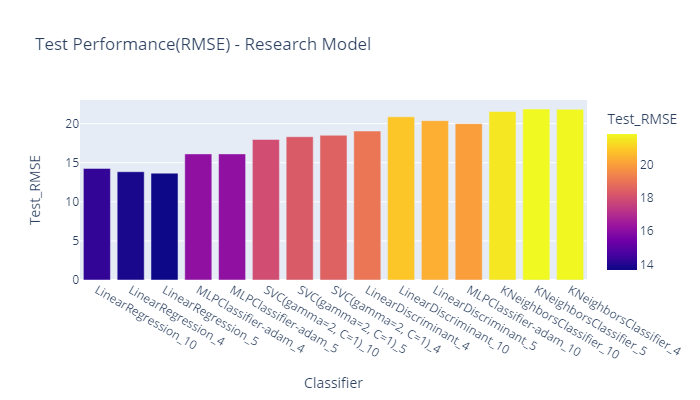 Test Performance(RMSE) - Research Model
Test_RMSE
20
15
10
5
0
LinearRegression_10
LinearRegression_4
LinearRegression_5
MLPClassifier-adam_4
MLPClassifier-adam_5
SVC(gamma=2, C=1)_10
SVC(gamma=2, C=1)_5
SVC(gamma=2, C=1)_4
LinearDiscriminant_4
LinearDiscriminant_10
LinearDiscriminant_5
MLPClassifier-adam_10
KNeighborsClassifier_10
KNeighborsClassifier_5
KNeighborsClassifier_4
Classifier
Test_RMSE
20
18
16
14